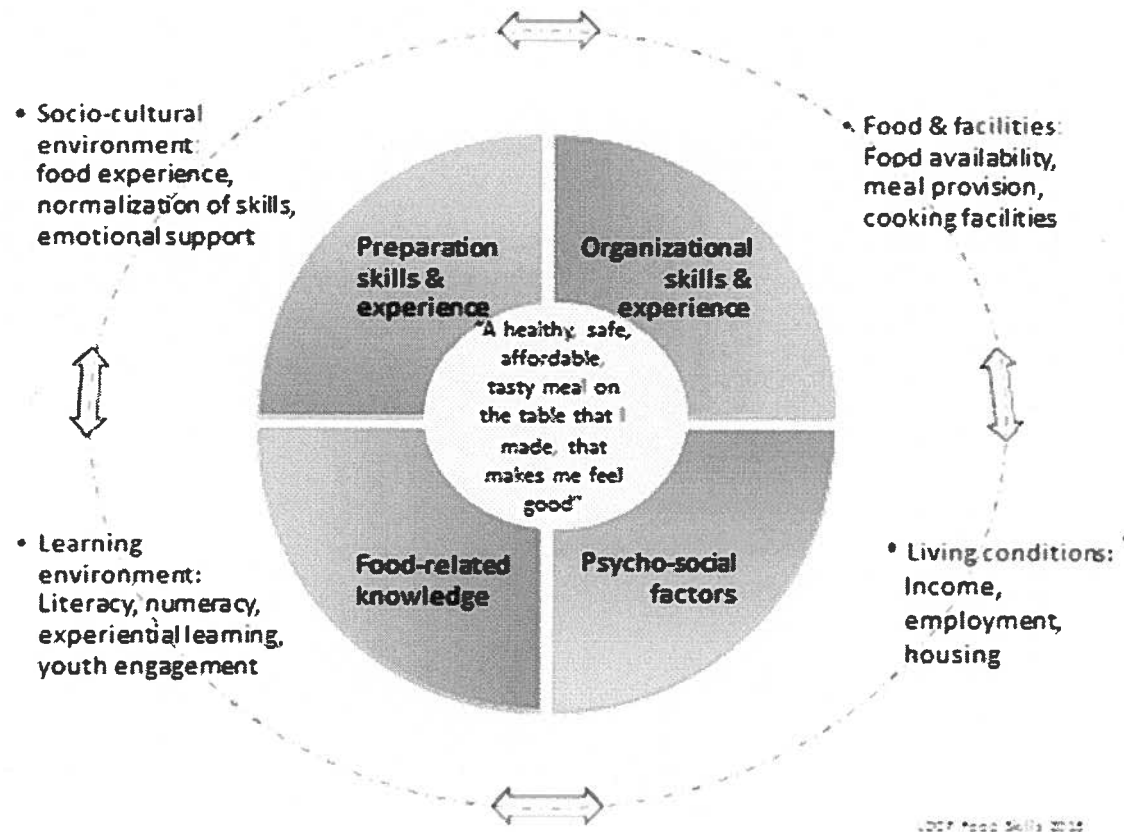 • Socio-cultural
environment:
food experience,
normalization of skills,
emotional support
• Food & facilities:
Food availability,
meal provision,
cooking facilities
Preparation
skills &
experience
Organizational
skills &
experience
"A healthy, safe,
affordable,
tasty meal on
the table that I
made, that
makes me feel
good"
Food-related
knowledge
Psycho-social
factors
• Learning
environment:
Literacy, numeracy,
experiential learning,
youth engagement
• Living conditions:
Income,
employment,
housing
Food Skills